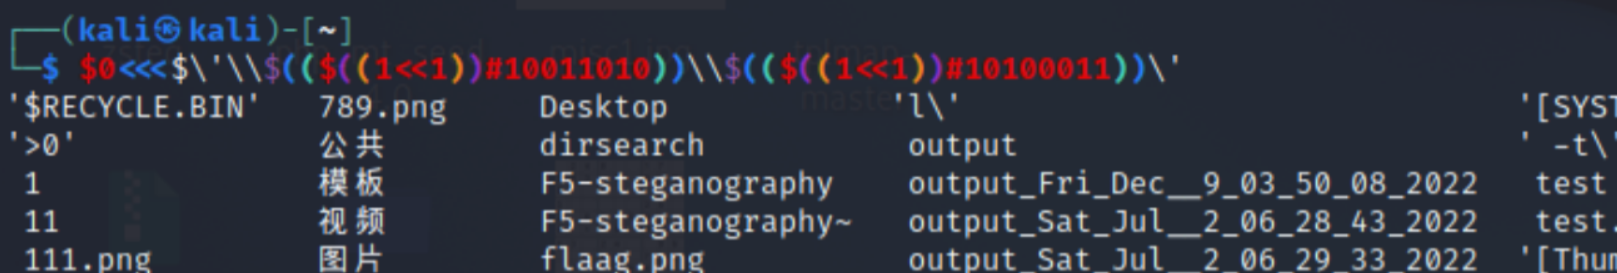 ┌──(kali㉿kali)-[~]
└─$ $0<<<$\'\\$(($((1<<1))#10011010))\\$(($((1<<1))#10100011))\'
'$RECYCLE.BIN' 789.png Desktop 'l\' '[SYST
'>0' 公共 dirsearch output ' -t\'
1 模板 F5-steganography output_Fri_Dec__9_03_50_08_2022 test
11 视频 F5-steganography~ output_Sat_Jul__2_06_28_43_2022 test.
111.png 图片 flaag.png output_Sat_Jul__2_06_29_33_2022 '[Thun